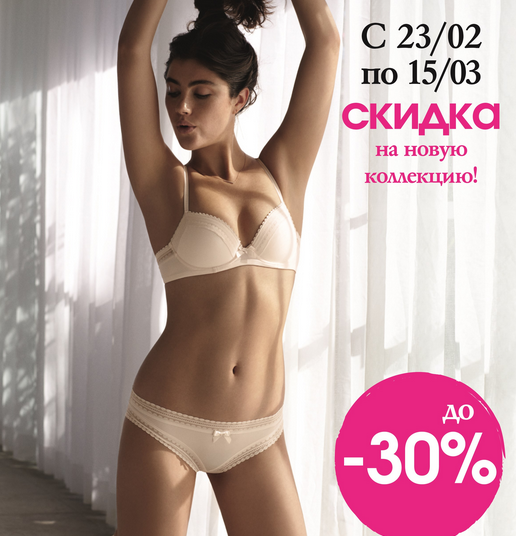 С 23/02
по 15/03
скидка
на новую
коллекцию!
до
-30%